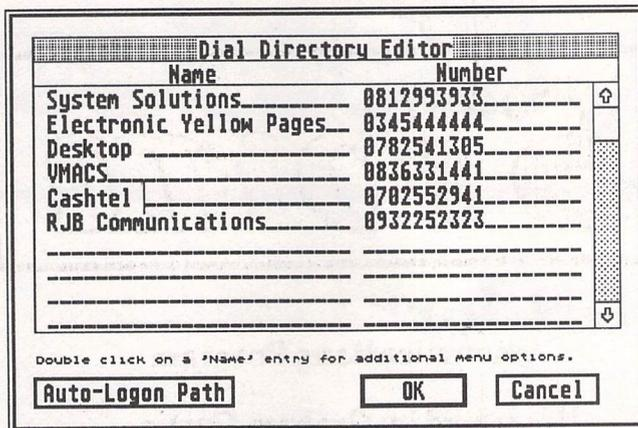 Dial Directory Editor
Name Number
System Solutions 0812993933
Electronic Yellow Pages 0345444444
Desktop 0782541305
VMACS 0836331441
Cashtel 0702552941
RJB Communications 0932252323
Double click on a 'Name' entry for additional menu options.
Auto-Logon Path OK Cancel